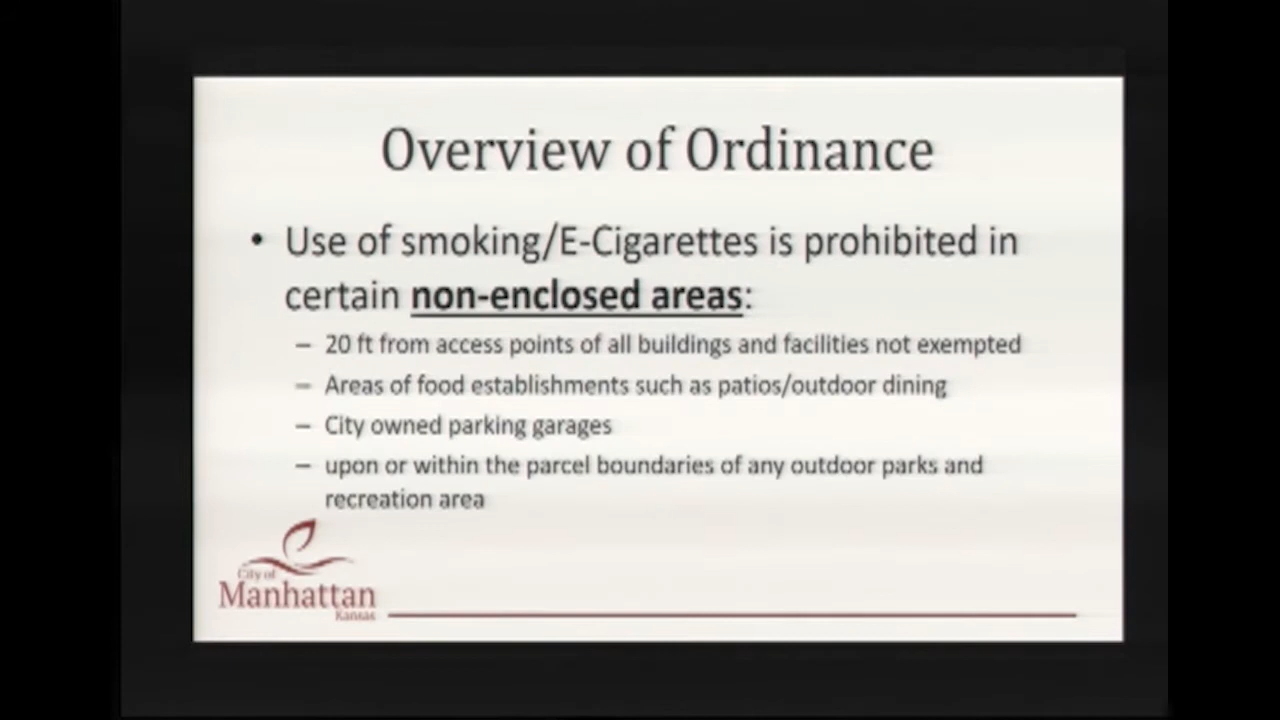 Overview of Ordinance
• Use of smoking/E-Cigarettes is prohibited in
certain non-enclosed areas:
– 20 ft from access points of all buildings and facilities not exempted
– Areas of food establishments such as patios/outdoor dining
– City owned parking garages
– upon or within the parcel boundaries of any outdoor parks and
recreation area
City of
Manhattan
Kansas